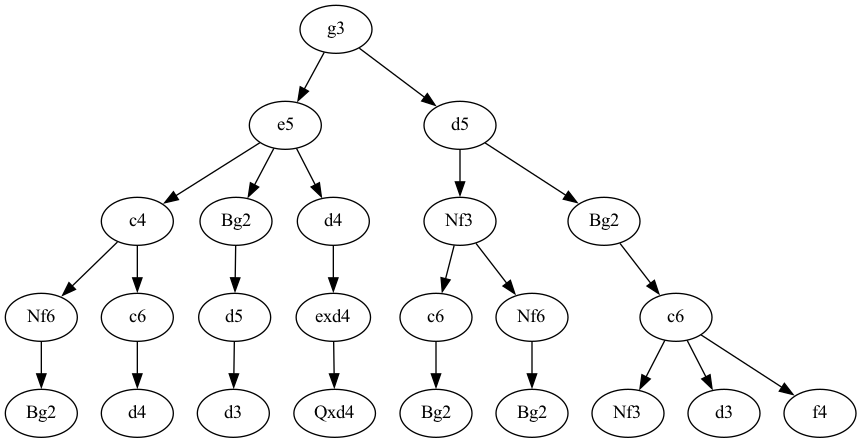 g3
e5 d5
c4 Bg2 d4 Nf3 Bg2
Nf6 c6 d5 exd4 c6 Nf6 c6
Bg2 d4 d3 Qxd4 Bg2 Bg2 Nf3 d3 f4